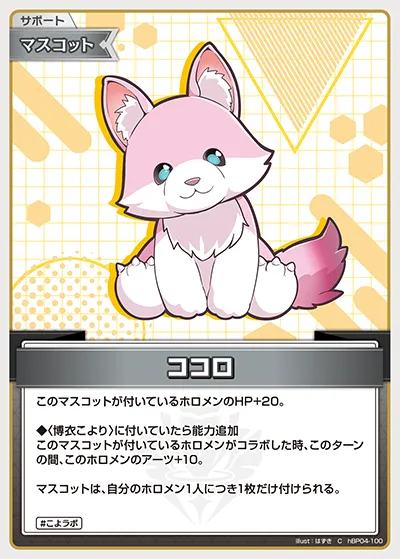 サポート
マスコット
ココロ
このマスコットが付いているホロメンのHP+20。
◆〈博衣こより〉に付いていたら能力追加
このマスコットが付いているホロメンがコラボした時、このターン
の間、このホロメンのアーツ+10。
マスコットは、自分のホロメン1人につき1枚だけ付けられる。
#こよラボ
illust：はずき C hBP04-100